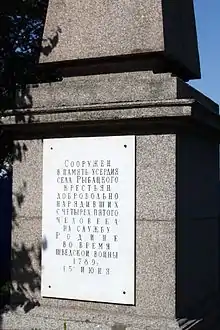 Сооружен
в память усердия
села Рыбацкого
крестьян
добровольно
нарядивших
с четырех пятого
человека
на службу
Родине
во время
шведской войны
1789.
15 июня